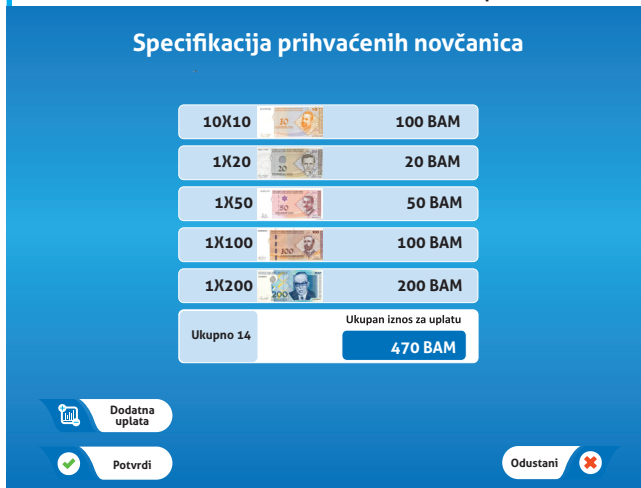 Specifikacija prihvaćenih novčanica
10X10 100 BAM
1X20 20 BAM
1X50 50 BAM
1X100 100 BAM
1X200 200 BAM
Ukupan iznos za uplatu
Ukupno 14
470 BAM
Dodatna
uplata
Potvrdi
Odustani